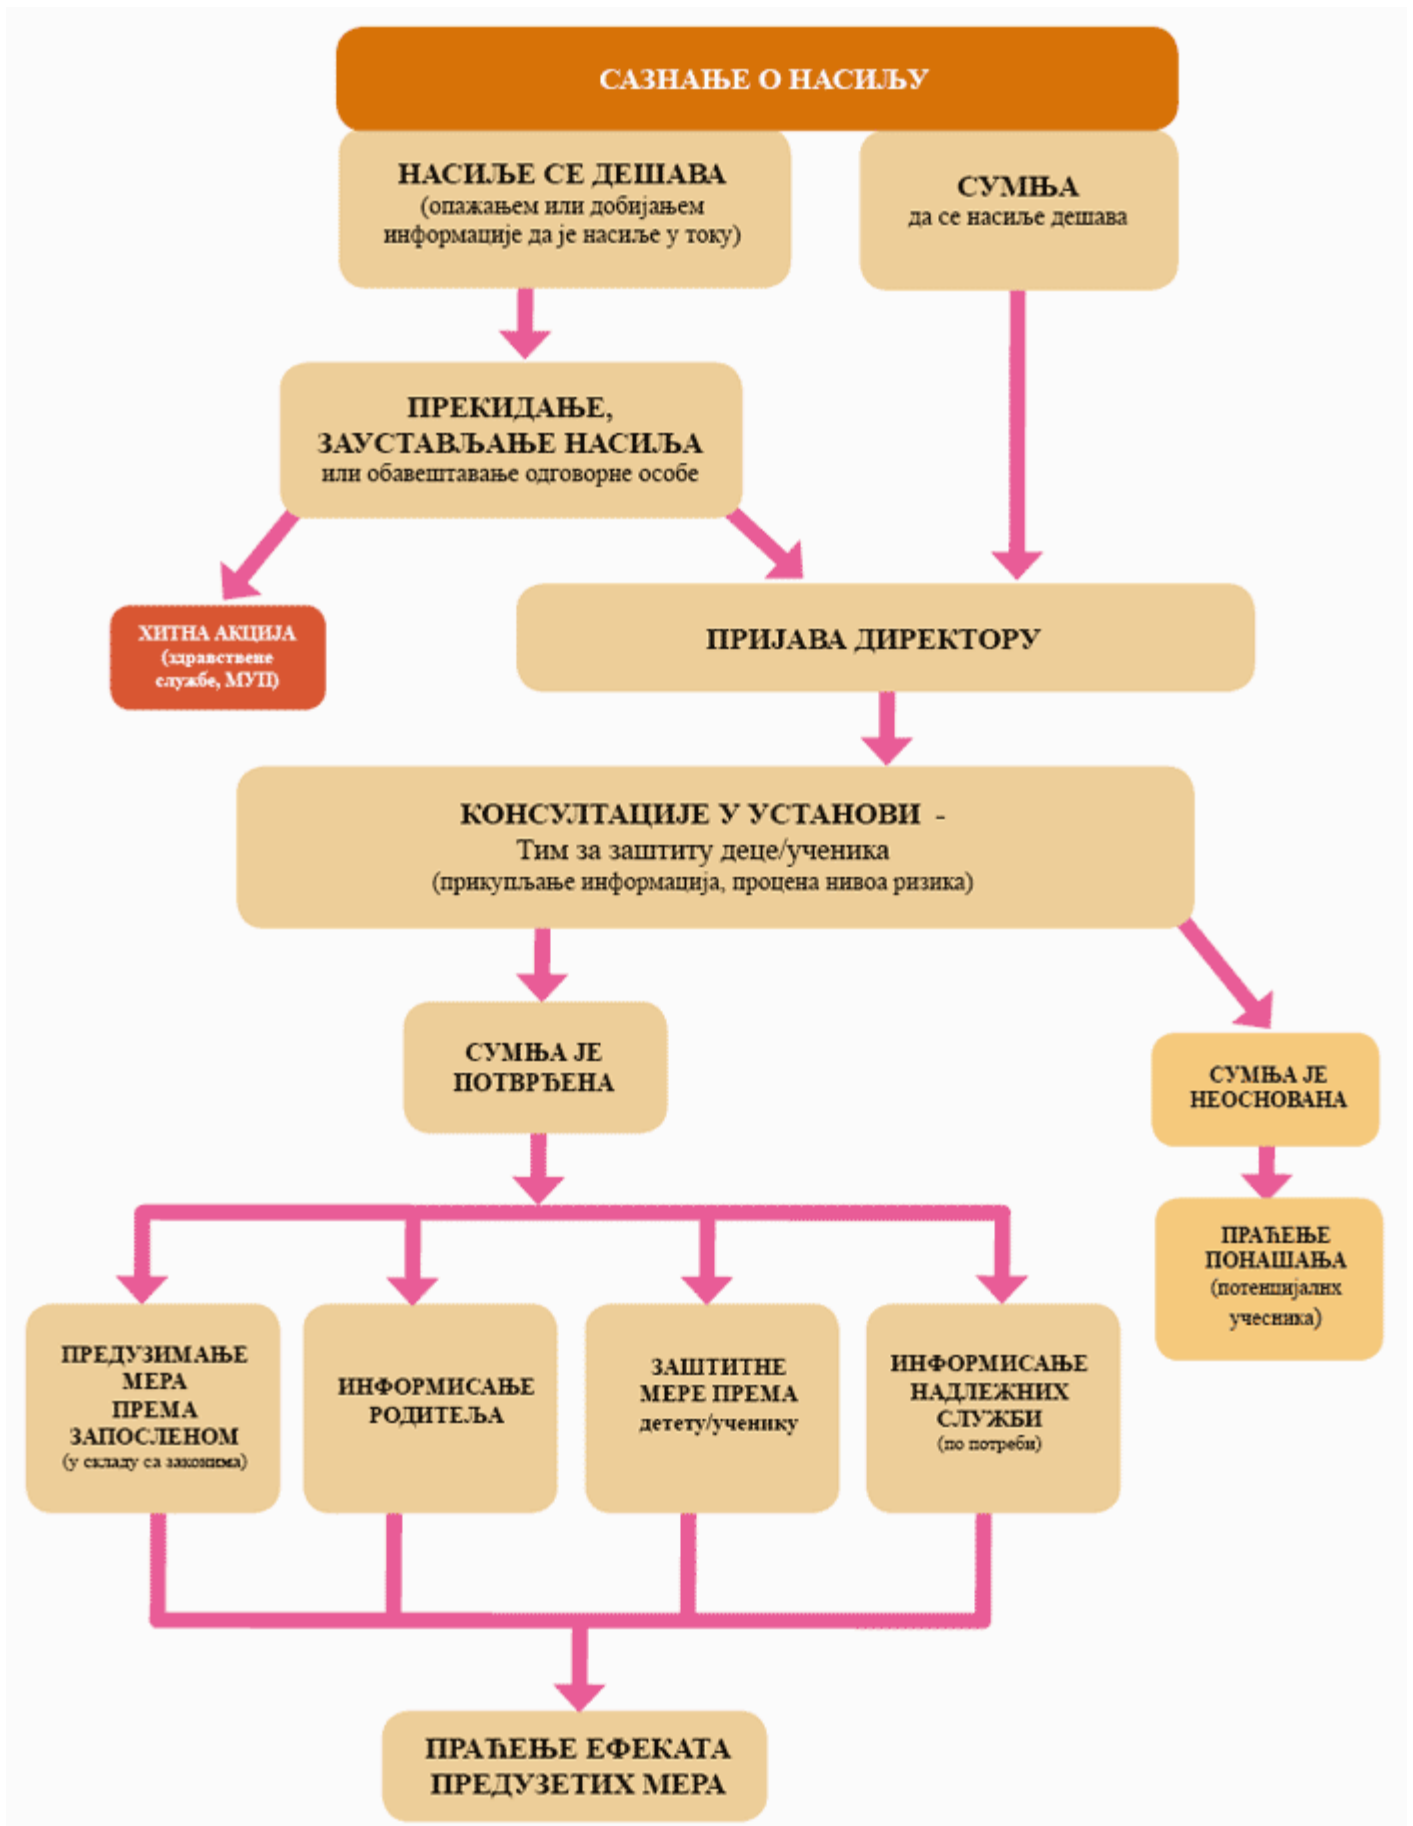 САЗНАЊЕ О НАСИЉУ
НАСИЉЕ СЕ ДЕШАВА
(опажањем или добијањем
информације да је насиље у току)
СУМЊА
да се насиље дешава
ПРЕКИДАЊЕ,
ЗАУСТАВЉАЊЕ НАСИЉА
или обавештавање одговорне особе
ХИТНА АКЦИЈА
(здравствене
службе, МУП)
ПРИЈАВА ДИРЕКТОРУ
КОНСУЛТАЦИЈЕ У УСТАНОВИ -
Тим за заштиту деце/ученика
(прикупљање информација, процена нивоа ризика)
СУМЊА ЈЕ
ПОТВРЂЕНА
СУМЊА ЈЕ
НЕОСНОВАНА
ПРАЋЕЊЕ
ПОНАШАЊА
(потенцијалнх
учесника)
ПРЕДУЗИМАЊЕ
МЕРА
ПРЕМА
ЗАПОСЛЕНОМ
(у складу са законима)
ИНФОРМИСАЊЕ
РОДИТЕЉА
ЗАШТИТНЕ
МЕРЕ ПРЕМА
детету/ученику
ИНФОРМИСАЊЕ
НАДЛЕЖНИХ
СЛУЖБИ
(по потреби)
ПРАЋЕЊЕ ЕФЕКАТА
ПРЕДУЗЕТИХ МЕРА